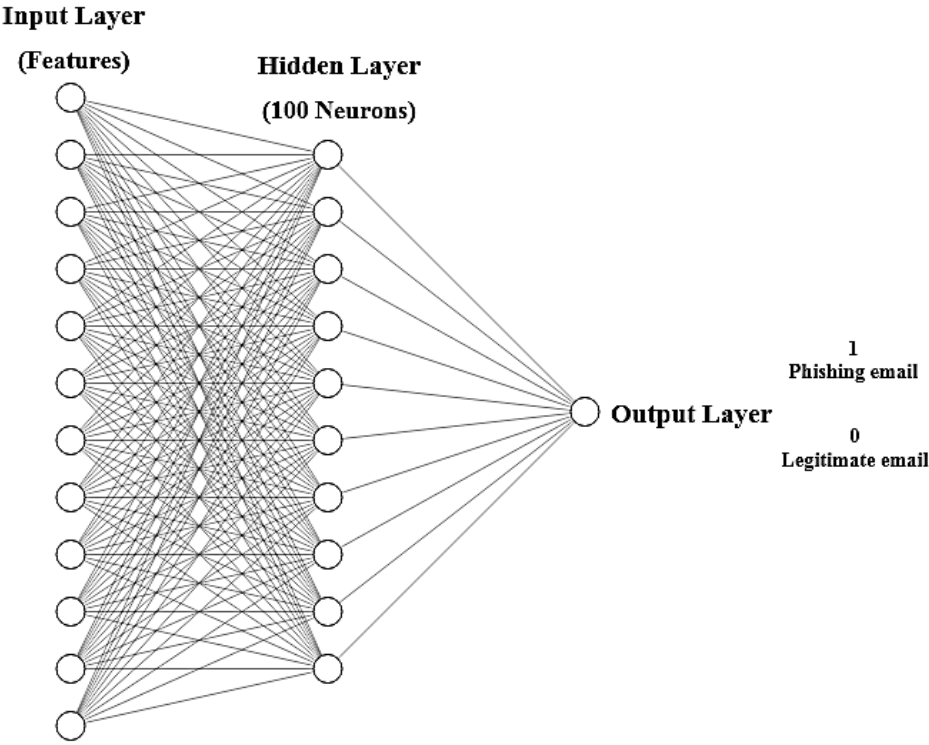 Input Layer
(Features)
Hidden Layer
(100 Neurons)
Output Layer
1
Phishing email
0
Legitimate email